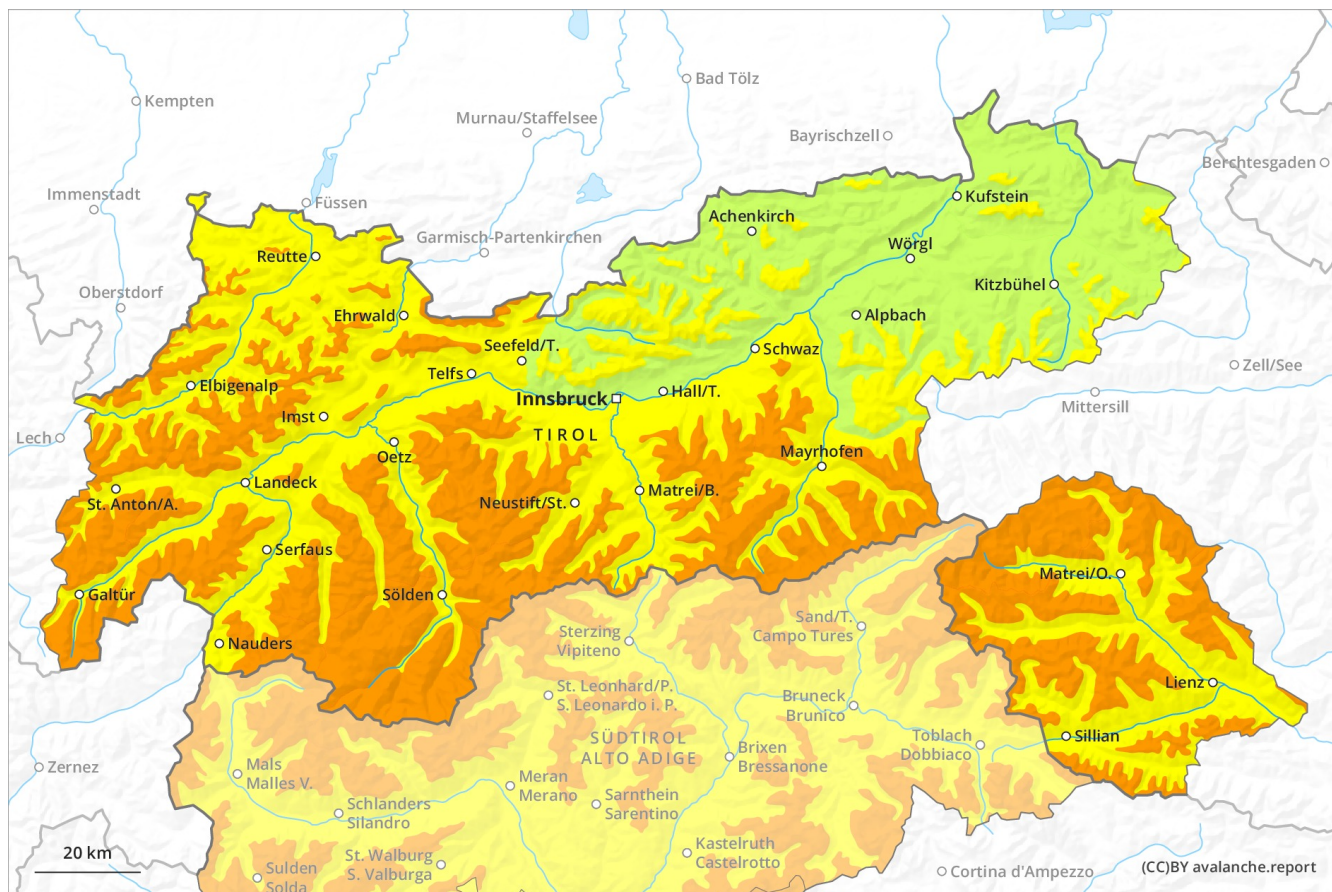 Kempten
Bad Tölz
Murnau/Staffelsee
Bayrischzell
Berchtesgaden
Immenstadt
Füssen
Kufstein
Achenkirch
Garmisch-Partenkirchen
Wörgl
Reutte
Oberstdorf
Kitzbühel
Ehrwald
Alpbach
Seefeld/T.
Schwaz
Zell/See
Telfs
Elbigenalp
Hall/T.
Innsbruck
Mittersill
Imst
Lech
TIROL
Oetz
Mayrhofen
Landeck
Matrei/B.
St. Anton/A.
Neustift/St.
Serfaus
Matrei/O.
Galtür
Sölden
Sand/T.
Campo Tures
Sterzing
Vipiteno
Nauders
Lienz
St. Leonhard/P.
S. Leonardo i. P.
Bruneck
Brunico
Toblach
Dobbiaco
Sillian
SÜDTIROL
ALTO ADIGE
Brixen
Bressanone
Zernez
Mals
Malles V.
Meran
Merano
Sarnthein
Sarentino
Schlanders
Silandro
Kastelruth
Castelrotto
20 km
St. Walburg
S. Valburga
Sulden
Solda
Cortina d'Ampezzo
(CC)BY avalanche.report